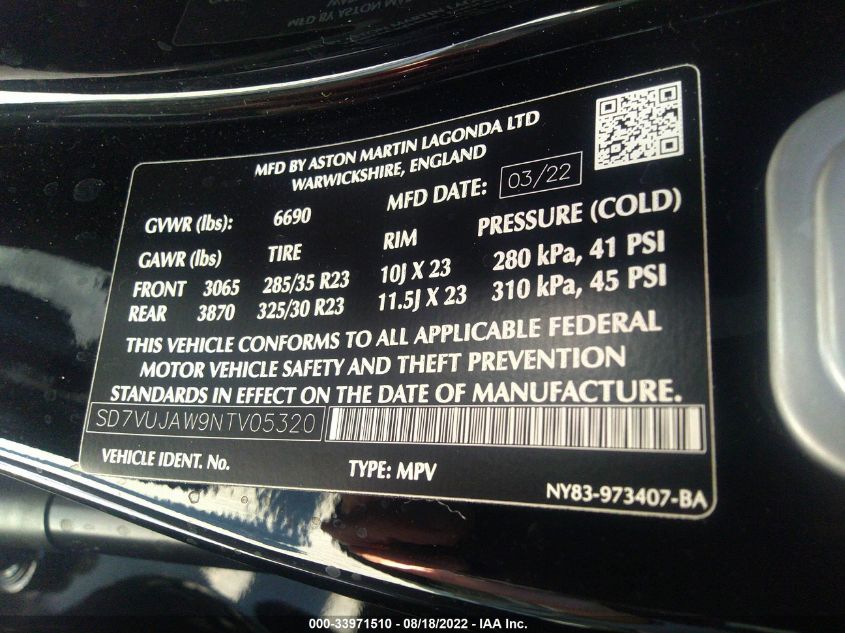 MFD BY ASTON MARTIN LAGONDA LTD
WARWICKSHIRE, ENGLAND
GVWR (lbs): 6690 MFD DATE: 03/22
GAWR (lbs) TIRE RIM PRESSURE (COLD)
FRONT 3065 285/35 R23 10J X 23 280 kPa, 41 PSI
REAR 3870 325/30 R23 11.5J X 23 310 kPa, 45 PSI
THIS VEHICLE CONFORMS TO ALL APPLICABLE FEDERAL
MOTOR VEHICLE SAFETY AND THEFT PREVENTION
STANDARDS IN EFFECT ON THE DATE OF MANUFACTURE.
SD7VUJAW9NTV05320
VEHICLE IDENT. No. TYPE: MPV
NY83-973407-BA
000-33971510 - 08/18/2022 - IAA Inc.